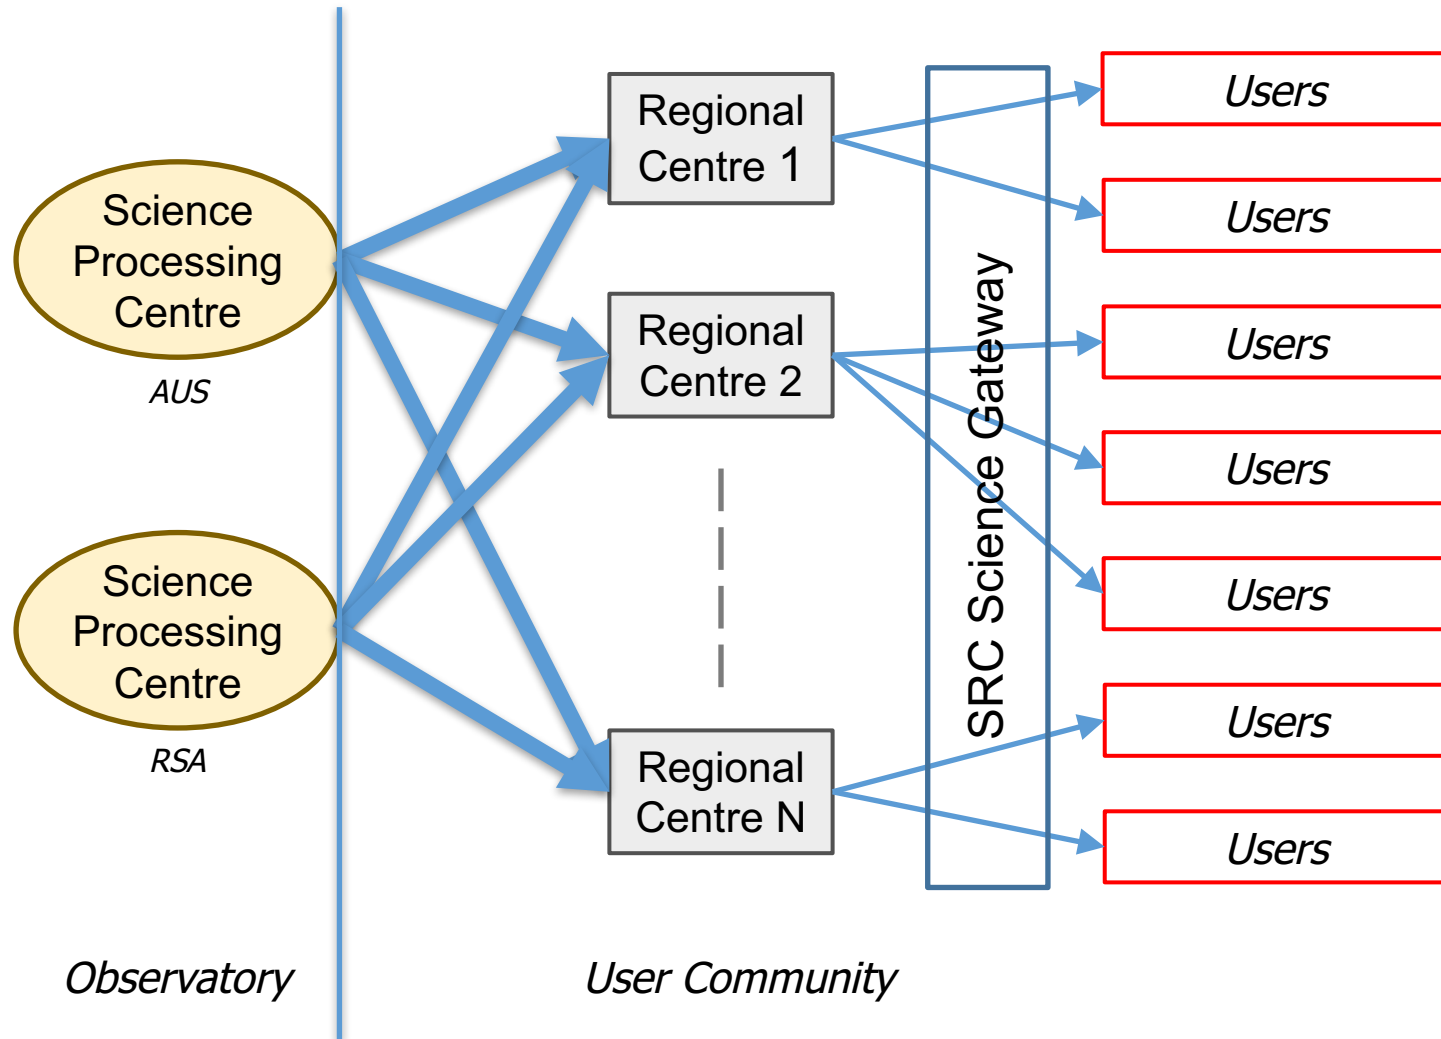 Science
Processing
Centre
AUS
Science
Processing
Centre
RSA
Observatory
Regional
Centre 1
Regional
Centre 2
Regional
Centre N
User Community
SRC Science Gateway
Users
Users
Users
Users
Users
Users
Users